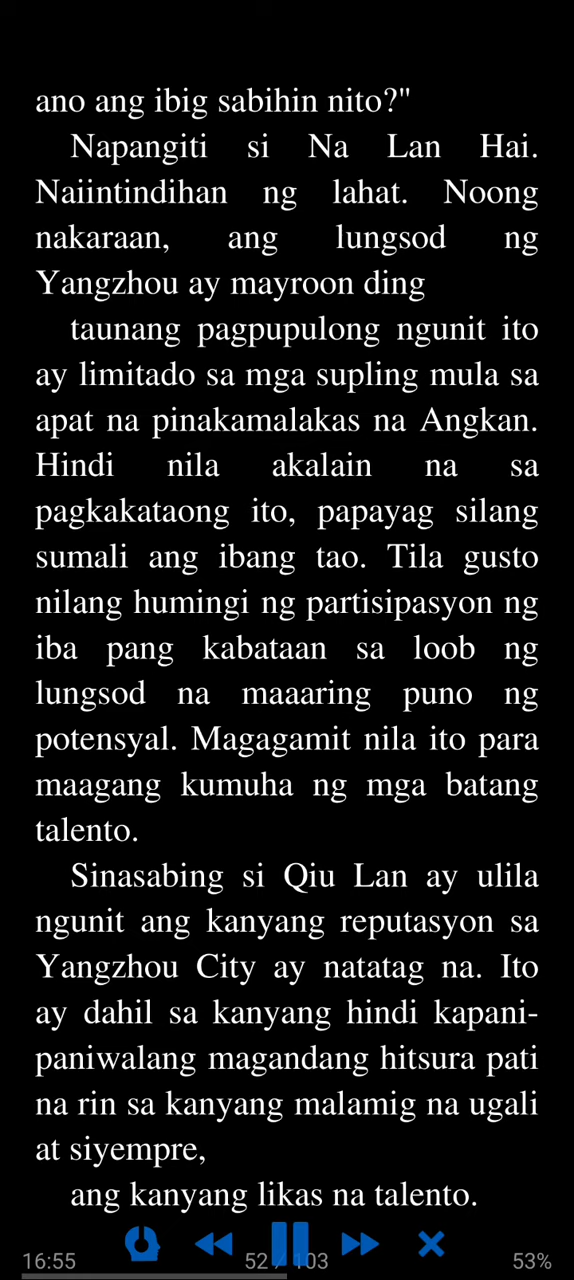 ano ang ibig sabihin nito?"
Napangiti si Na Lan Hai.
Naiintindihan ng lahat. Noong
nakaraan, ang lungsod ng
Yangzhou ay mayroon ding
taunang pagpupulong ngunit ito
ay limitado sa mga supling mula sa
apat na pinakamalakas na Angkan.
Hindi nila akalain na sa
pagkakataong ito, papayag silang
sumali ang ibang tao. Tila gusto
nilang humingi ng partisipasyon ng
iba pang kabataan sa loob ng
lungsod na maaaring puno ng
potensyal. Magagamit nila ito para
maagang kumuha ng mga batang
talento.
Sinasabing si Qiu Lan ay ulila
ngunit ang kanyang reputasyon sa
Yangzhou City ay natatag na. Ito
ay dahil sa kanyang hindi kapani-
paniwalang magandang hitsura pati
na rin sa kanyang malamig na ugali
at siyempre,
ang kanyang likas na talento.
16:55 52 / 103 53%